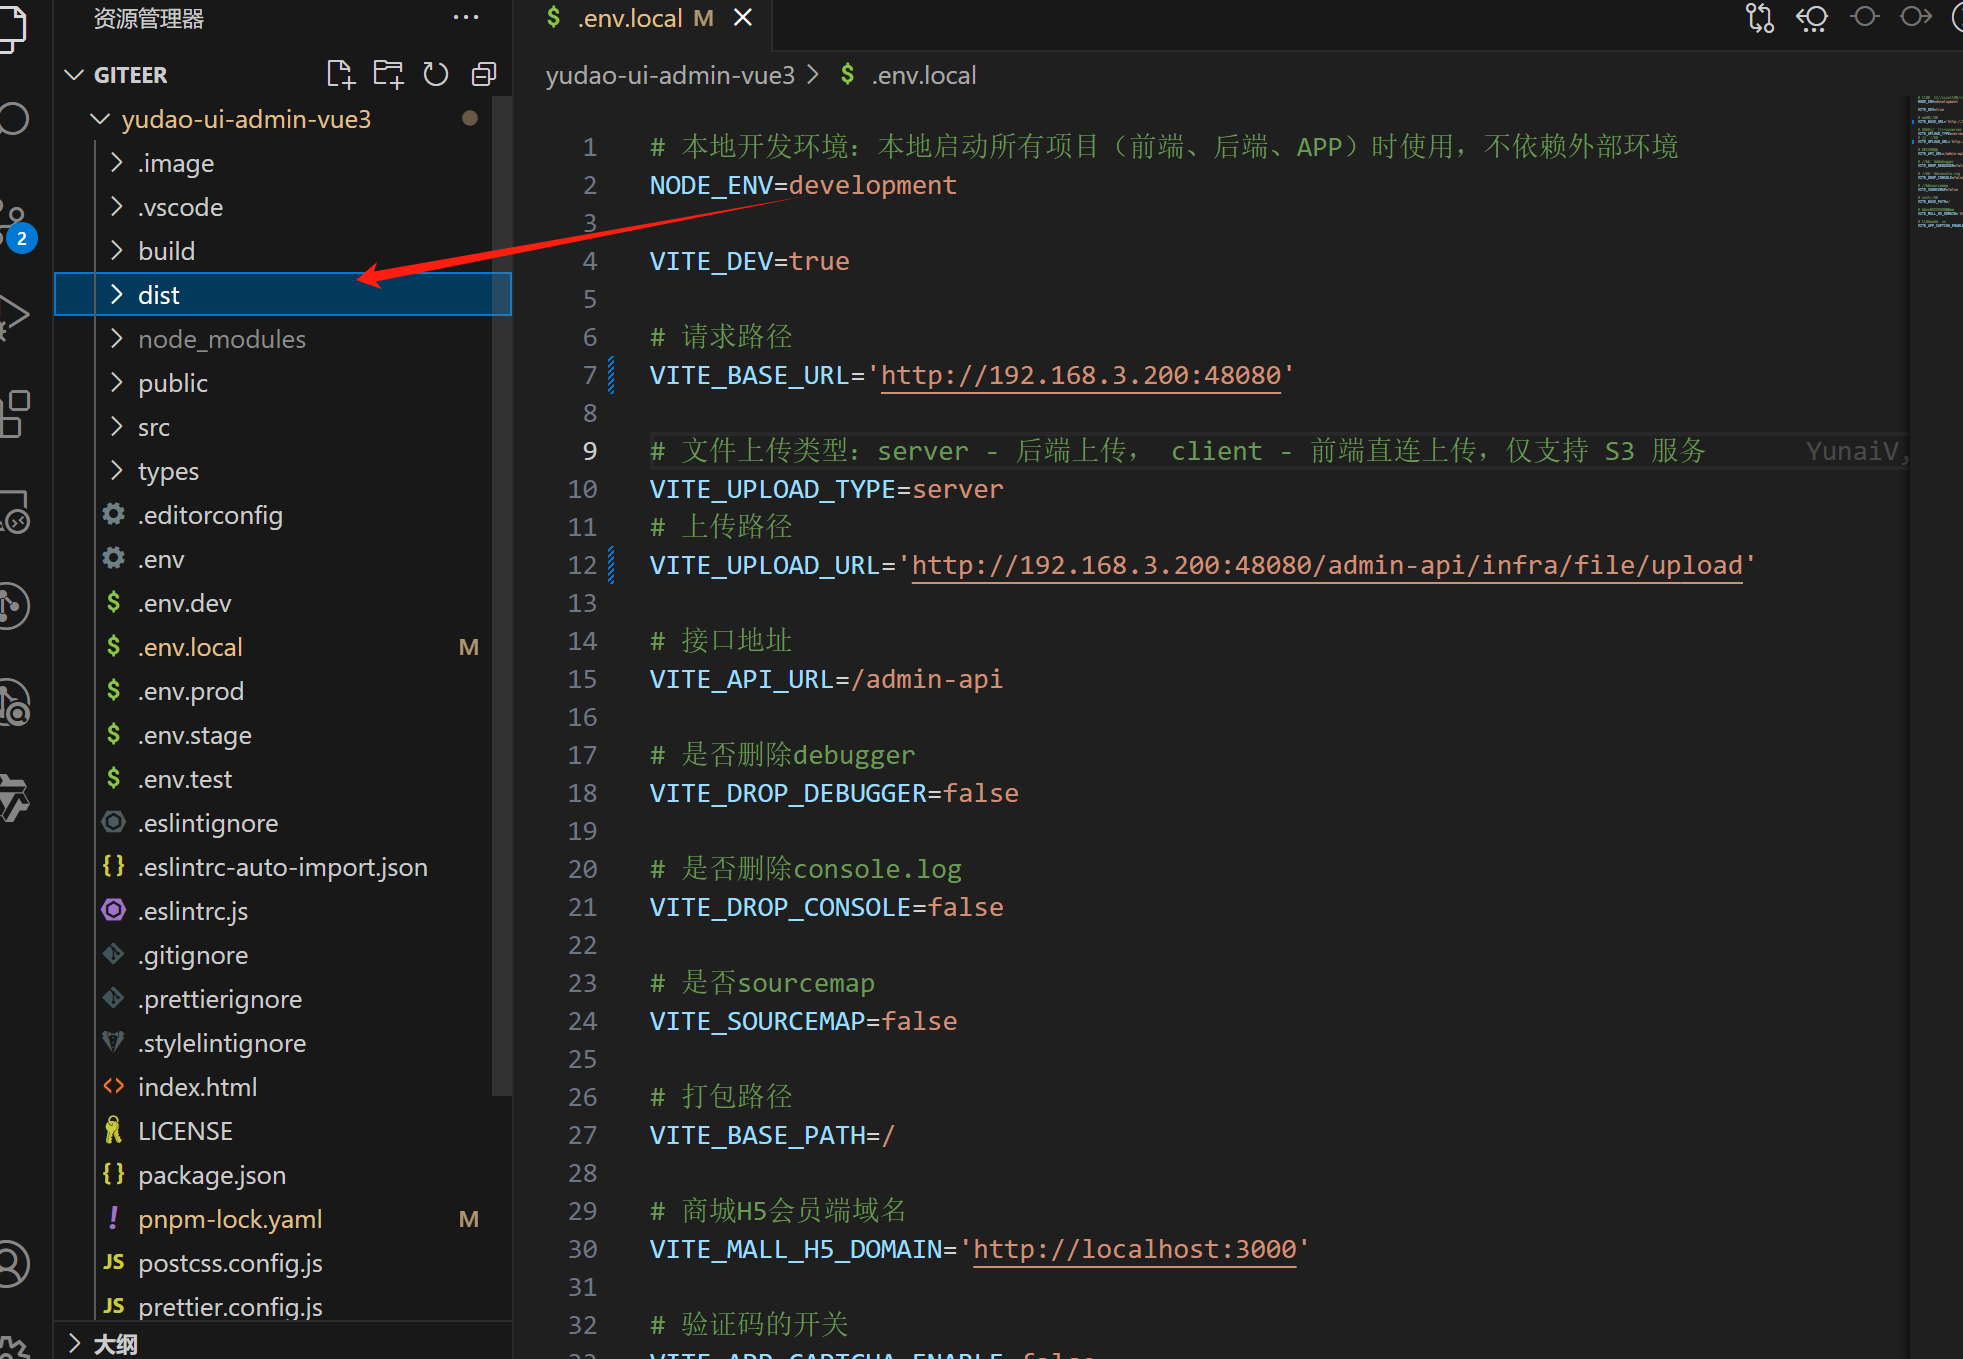 资源管理器
GITEER
yudao-ui-admin-vue3
.image
.vscode
build
dist
node_modules
public
src
types
.editorconfig
.env
.env.dev
.env.local M
.env.prod
.env.stage
.env.test
.eslintignore
.eslintrc-auto-import.json
.eslintrc.js
.gitignore
.prettierignore
.stylelintignore
index.html
LICENSE
package.json
pnpm-lock.yaml M
postcss.config.js
prettier.config.js
大纲
2
.env.local M
yudao-ui-admin-vue3 > .env.local
1 # 本地开发环境：本地启动所有项目（前端、后端、APP）时使用，不依赖外部环境
2 NODE_ENV=development
3
4 VITE_DEV=true
5
6 # 请求路径
7 VITE_BASE_URL='http://192.168.3.200:48080'
8
9 # 文件上传类型：server - 后端上传， client - 前端直连上传，仅支持 S3 服务 YunaiV,
10 VITE_UPLOAD_TYPE=server
11 # 上传路径
12 VITE_UPLOAD_URL='http://192.168.3.200:48080/admin-api/infra/file/upload'
13
14 # 接口地址
15 VITE_API_URL=/admin-api
16
17 # 是否删除debugger
18 VITE_DROP_DEBUGGER=false
19
20 # 是否删除console.log
21 VITE_DROP_CONSOLE=false
22
23 # 是否sourcemap
24 VITE_SOURCEMAP=false
25
26 # 打包路径
27 VITE_BASE_PATH=/
28
29 # 商城H5会员端域名
30 VITE_MALL_H5_DOMAIN='http://localhost:3000'
31
32 # 验证码的开关
33 VITE_APP_CAPTCHA_ENABLE=false